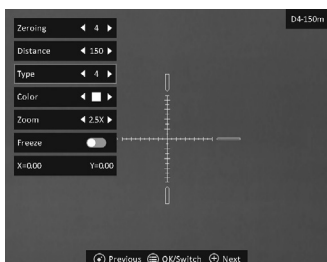 D4-150m
Zeroing 4
Distance 150
Type 4
Color
Zoom 2.5X
Freeze
X=0.00 Y=0.00
Previous OK/Switch Next